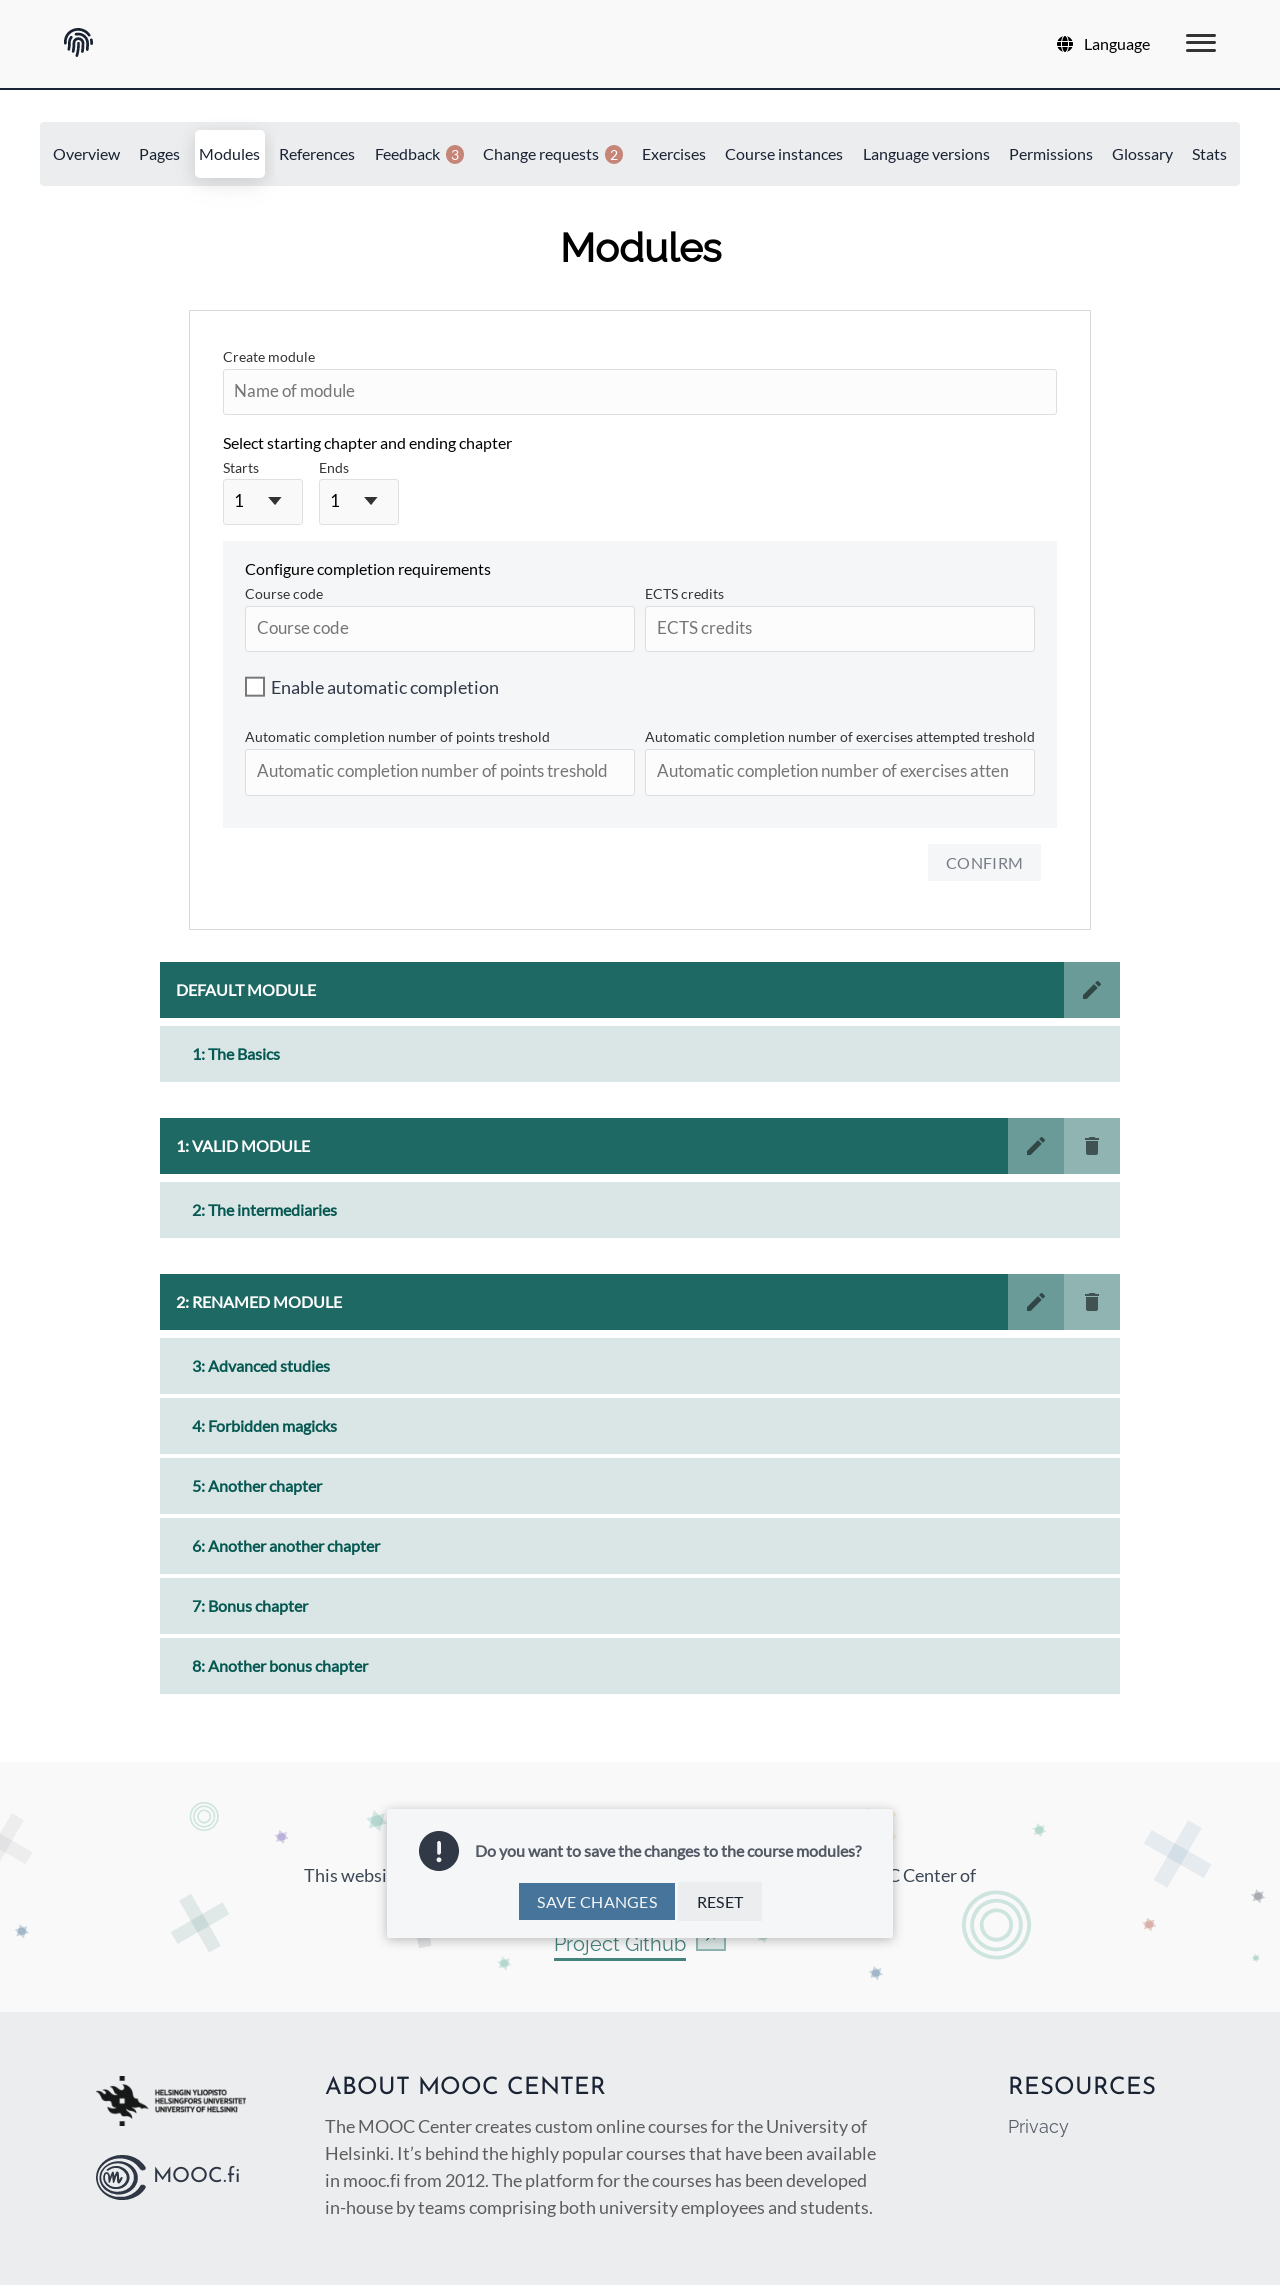 Language
Overview Pages Modules References Feedback 3 Change requests 2 Exercises Course instances Language versions Permissions Glossary Stats
Modules
Create module
Name of module
Select starting chapter and ending chapter
Starts Ends
1 1
Configure completion requirements
Course code ECTS credits
Course code ECTS credits
Enable automatic completion
Automatic completion number of points treshold Automatic completion number of exercises attempted treshold
Automatic completion number of points treshold Automatic completion number of exercises atten
CONFIRM
DEFAULT MODULE
1: The Basics
1: VALID MODULE
2: The intermediaries
2: RENAMED MODULE
3: Advanced studies
4: Forbidden magicks
5: Another chapter
6: Another another chapter
7: Bonus chapter
8: Another bonus chapter
Do you want to save the changes to the course modules?
SAVE CHANGES RESET
This websi C Center of
Project Github
HELSINGIN YLIOPISTO
HELSINGFORS UNIVERSITET
UNIVERSITY OF HELSINKI
MOOC.fi
ABOUT MOOC CENTER
The MOOC Center creates custom online courses for the University of
Helsinki. It’s behind the highly popular courses that have been available
in mooc.fi from 2012. The platform for the courses has been developed
in-house by teams comprising both university employees and students.
RESOURCES
Privacy